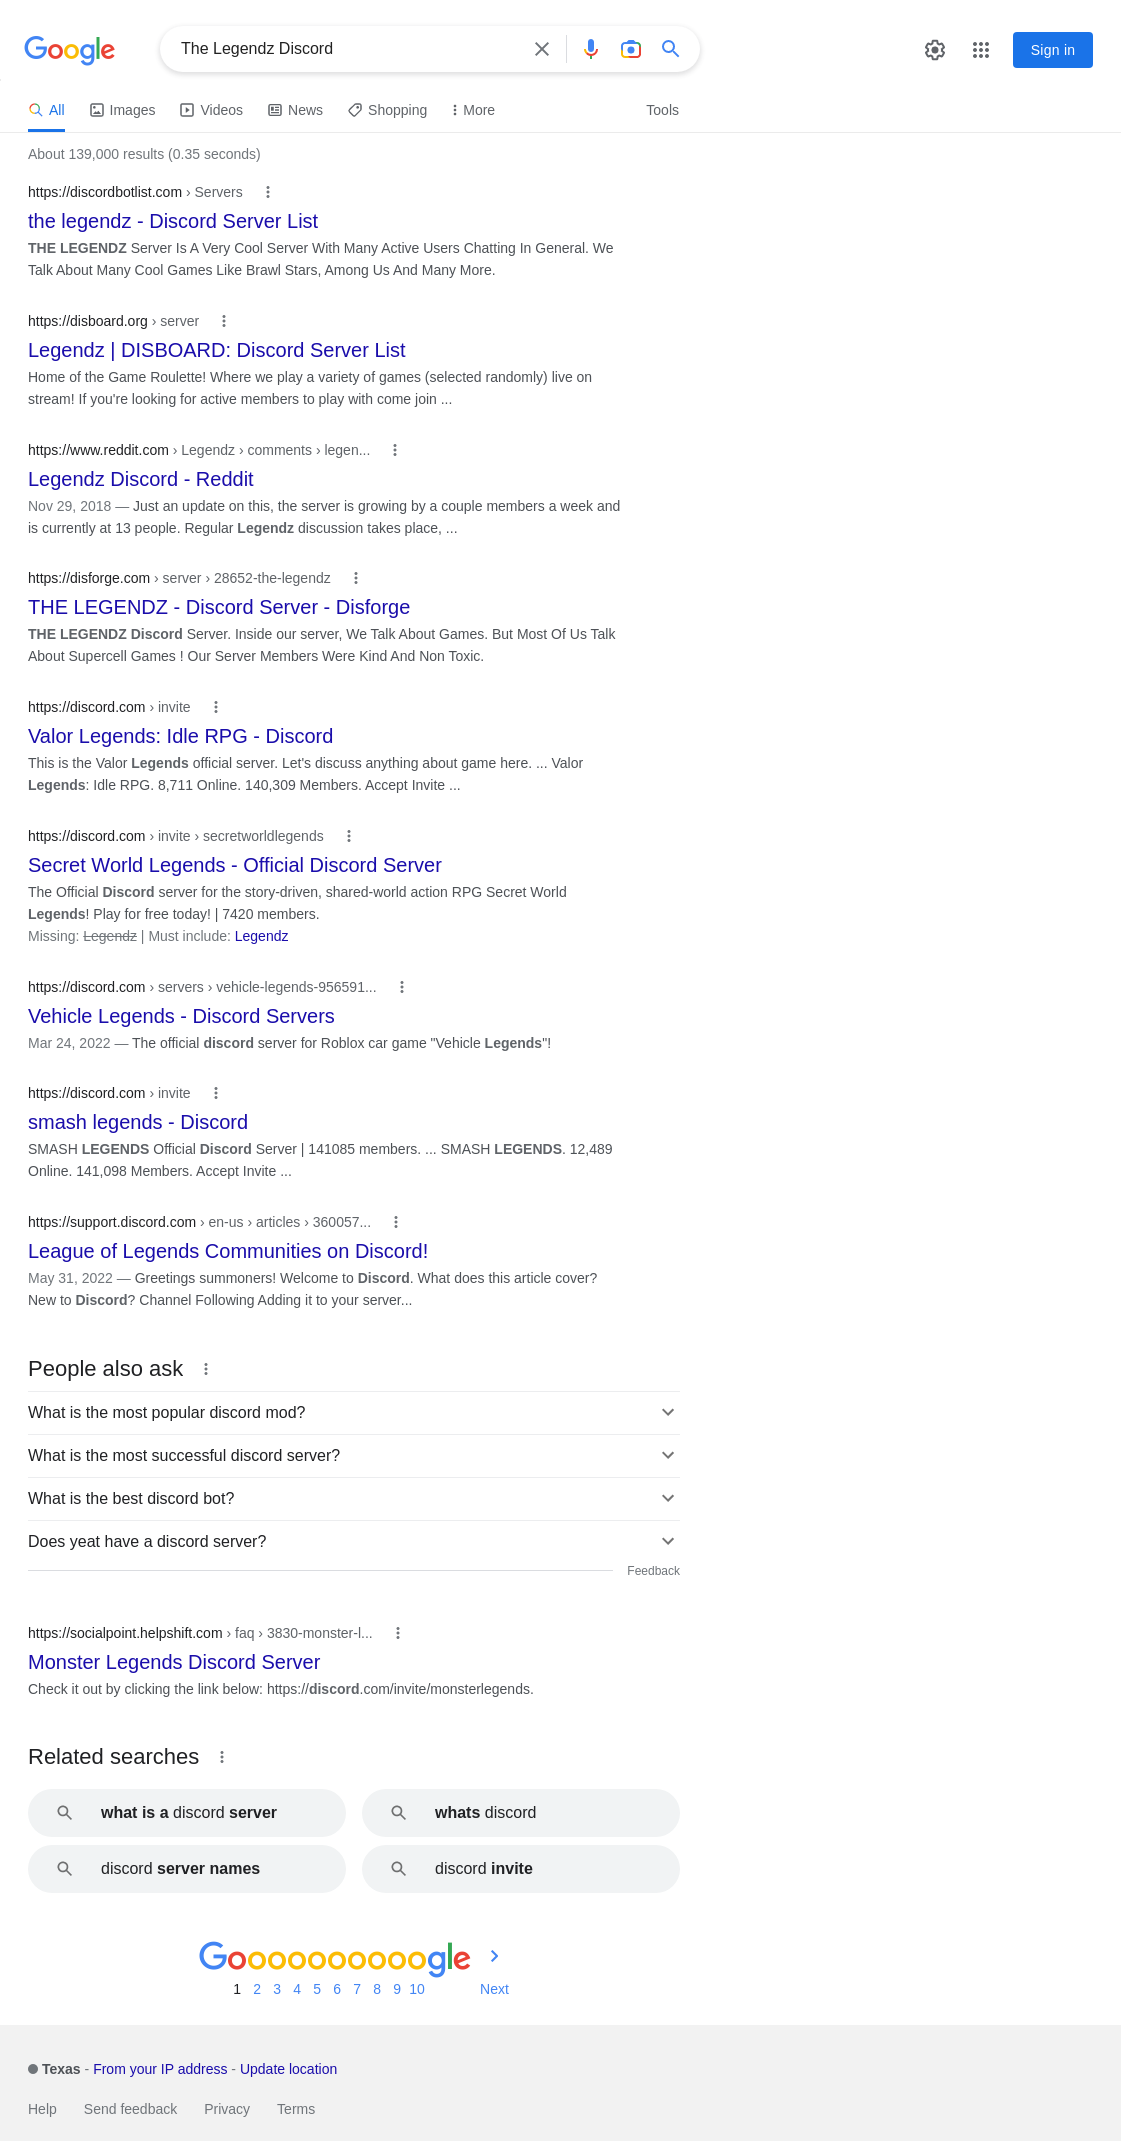 Google
The Legendz Discord
Sign in
All
Images
Videos
News
Shopping
More
Tools
About 139,000 results (0.35 seconds)
https://discordbotlist.com › Servers
the legendz - Discord Server List
THE LEGENDZ Server Is A Very Cool Server With Many Active Users Chatting In General. We
Talk About Many Cool Games Like Brawl Stars, Among Us And Many More.
https://disboard.org › server
Legendz | DISBOARD: Discord Server List
Home of the Game Roulette! Where we play a variety of games (selected randomly) live on
stream! If you're looking for active members to play with come join ...
https://www.reddit.com › Legendz › comments › legen...
Legendz Discord - Reddit
Nov 29, 2018 — Just an update on this, the server is growing by a couple members a week and
is currently at 13 people. Regular Legendz discussion takes place, ...
https://disforge.com › server › 28652-the-legendz
THE LEGENDZ - Discord Server - Disforge
THE LEGENDZ Discord Server. Inside our server, We Talk About Games. But Most Of Us Talk
About Supercell Games ! Our Server Members Were Kind And Non Toxic.
https://discord.com › invite
Valor Legends: Idle RPG - Discord
This is the Valor Legends official server. Let's discuss anything about game here. ... Valor
Legends: Idle RPG. 8,711 Online. 140,309 Members. Accept Invite ...
https://discord.com › invite › secretworldlegends
Secret World Legends - Official Discord Server
The Official Discord server for the story-driven, shared-world action RPG Secret World
Legends! Play for free today! | 7420 members.
Missing: Legendz | Must include: Legendz
https://discord.com › servers › vehicle-legends-956591...
Vehicle Legends - Discord Servers
Mar 24, 2022 — The official discord server for Roblox car game "Vehicle Legends"!
https://discord.com › invite
smash legends - Discord
SMASH LEGENDS Official Discord Server | 141085 members. ... SMASH LEGENDS. 12,489
Online. 141,098 Members. Accept Invite ...
https://support.discord.com › en-us › articles › 360057...
League of Legends Communities on Discord!
May 31, 2022 — Greetings summoners! Welcome to Discord. What does this article cover?
New to Discord? Channel Following Adding it to your server...
People also ask
What is the most popular discord mod?
What is the most successful discord server?
What is the best discord bot?
Does yeat have a discord server?
Feedback
https://socialpoint.helpshift.com › faq › 3830-monster-l...
Monster Legends Discord Server
Check it out by clicking the link below: https://discord.com/invite/monsterlegends.
Related searches
what is a discord server
whats discord
discord server names
discord invite
Goooooooooogle
1 2 3 4 5 6 7 8 9 10 Next
Texas - From your IP address - Update location
Help Send feedback Privacy Terms